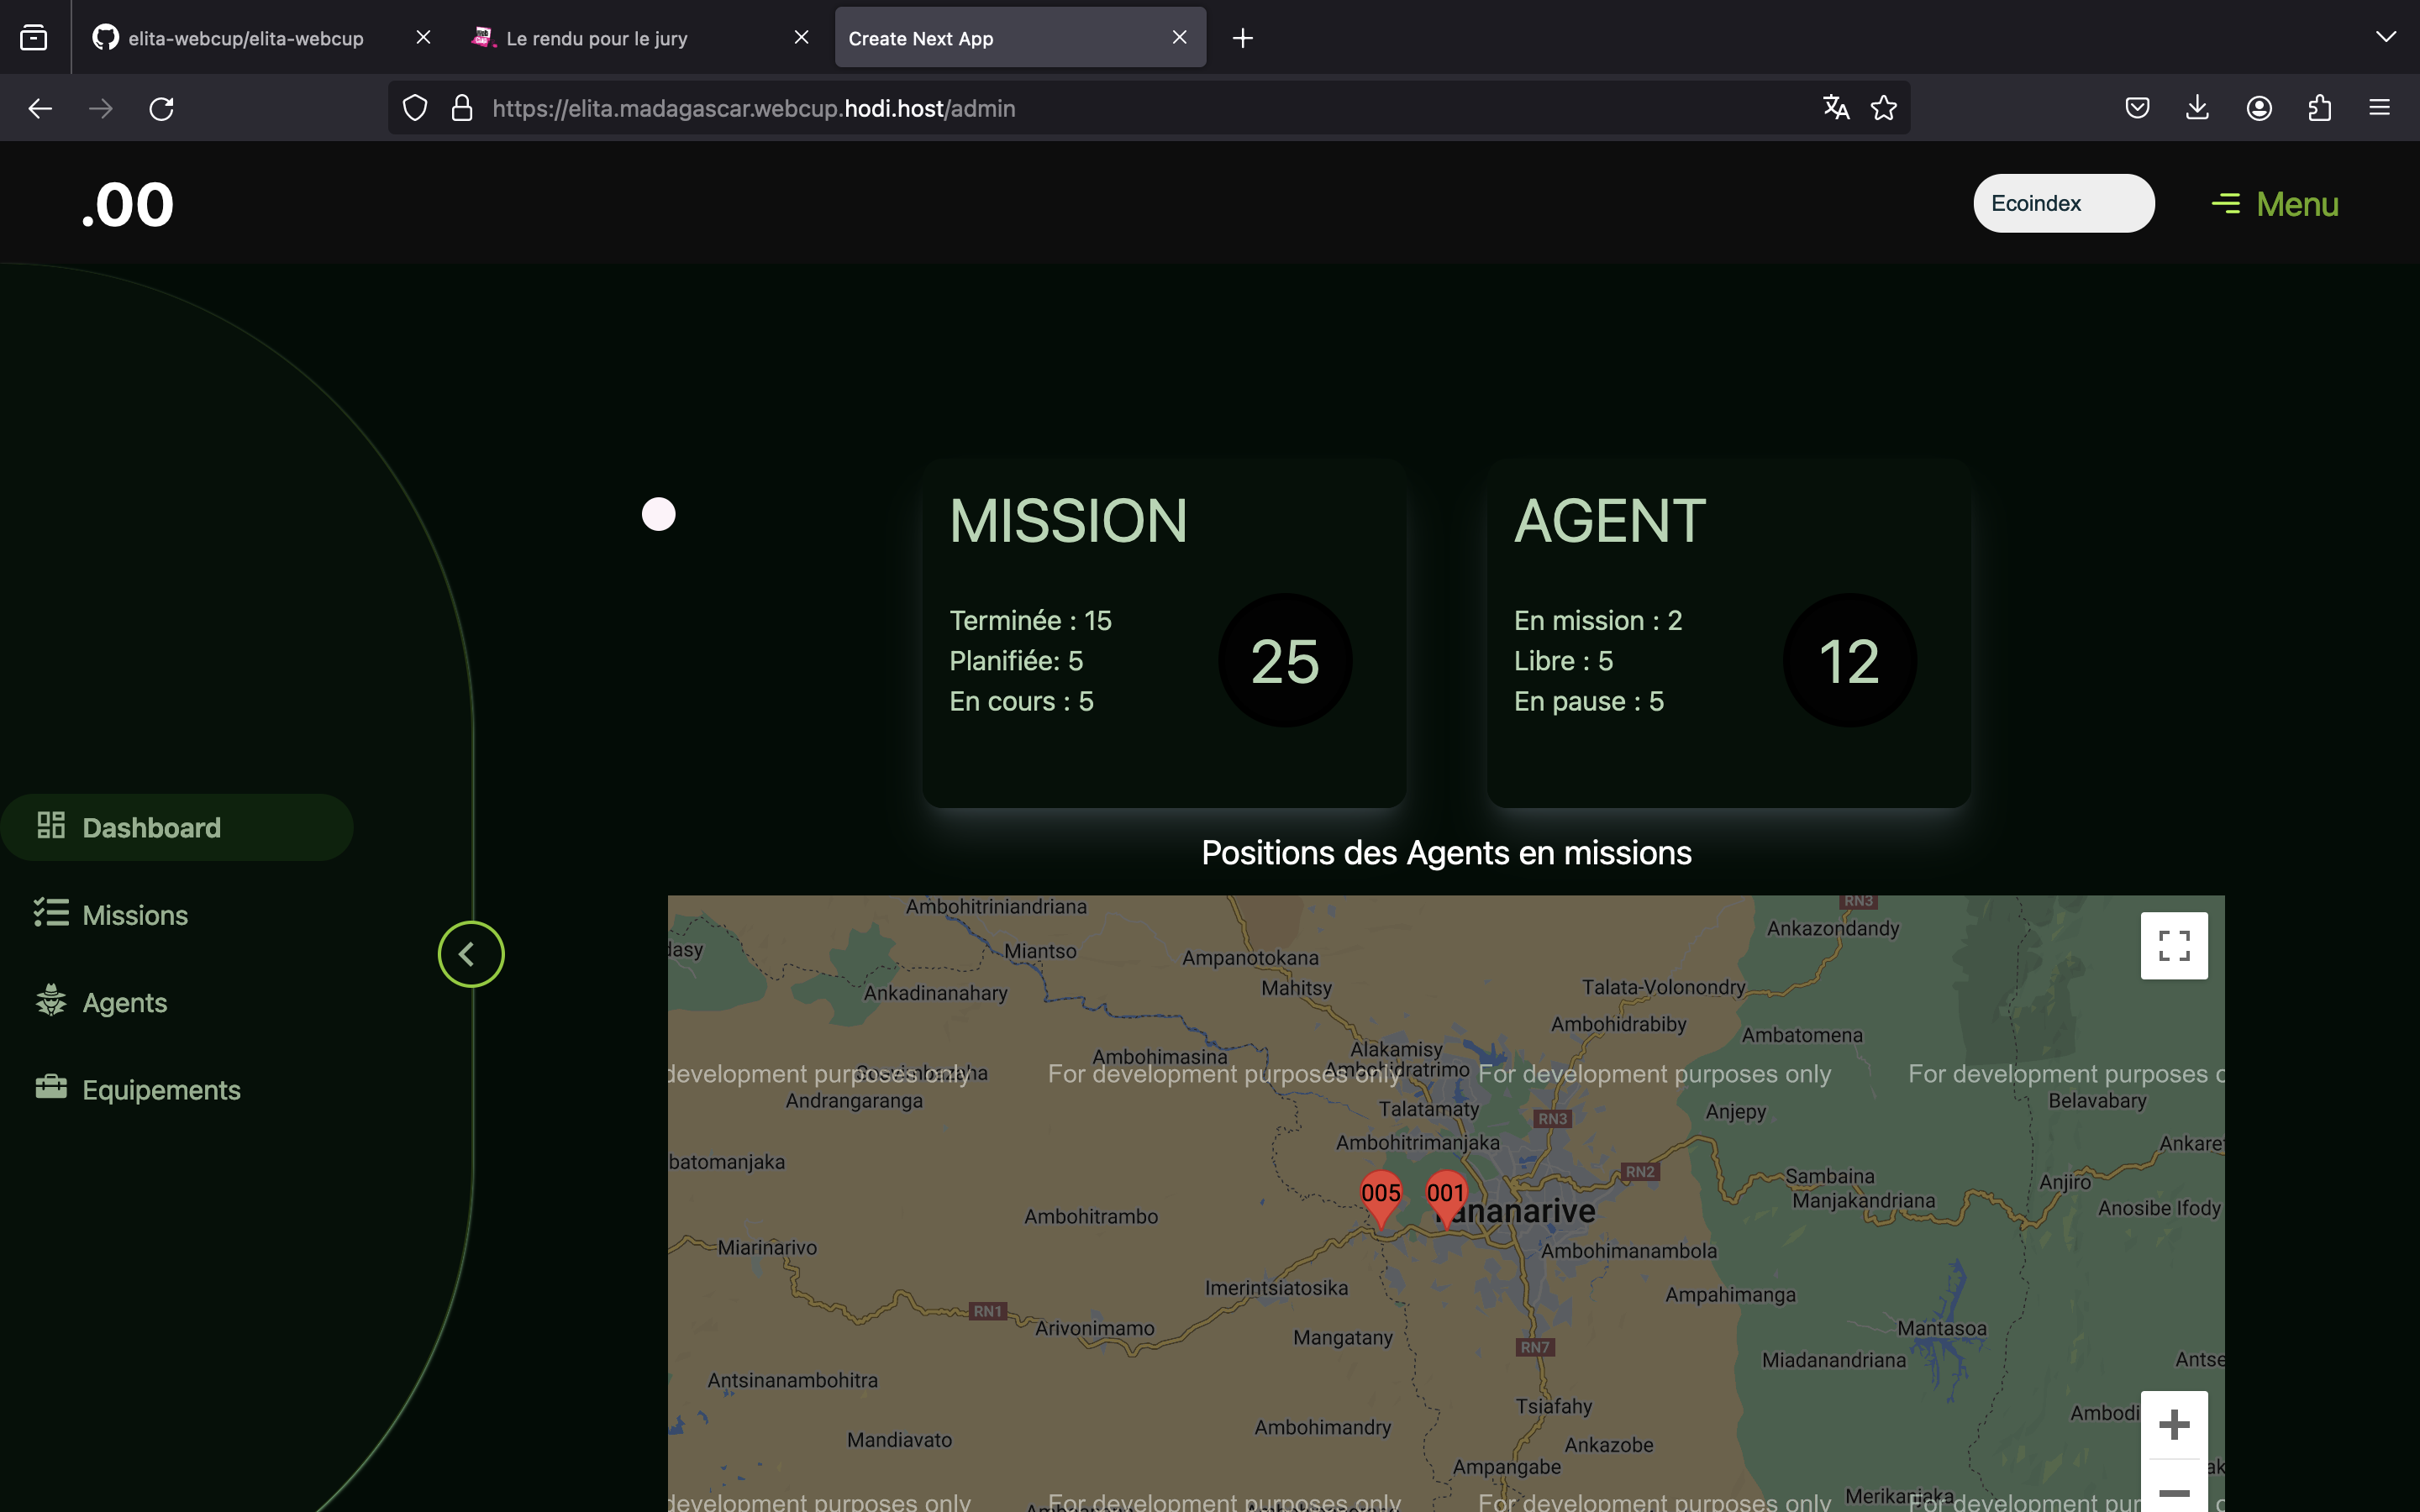 elita-webcup/elita-webcup
Le rendu pour le jury
Create Next App
https://elita.madagascar.webcup.hodi.host/admin
.00
Ecoindex
Menu
MISSION
Terminée : 15
Planifiée: 5
En cours : 5
25
AGENT
En mission : 2
Libre : 5
En pause : 5
12
Dashboard
Missions
Agents
Equipements
Positions des Agents en missions
Ambohitriniandriana
RN3
Ankazondandy
Miantso
Ampanotokana
Mahitsy
Talata-Volonondry
Ankadinanahary
Ambohidrabiby
Ambatomena
Alakamisy
Ambohidratrimo
Ambohimasina
development purposes only
For development purposes only
For development purposes only
For development purposes
Andrangaranga
Talatamaty
RN3
Anjepy
Belavabary
Ambohitrimanjaka
Ankare
batomanjaka
RN2
Sambaina
Anjiro
Manjakandriana
005
001
Anosibe Ifody
Ambohitrambo
Miarinarivo
Ambohimanambola
Imerintsiatosika
Ampahimanga
RN1
Arivonimamo
Mangatany
Mantasoa
RN7
Miadanandriana
Antse
Antsinanambohitra
Tsiafahy
Ambodi
Ambohimandry
Mandiavato
Ankazobe
Ampangabe
Merikanjaka
development purposes only
For development purposes only
For development purposes only
For development purposes